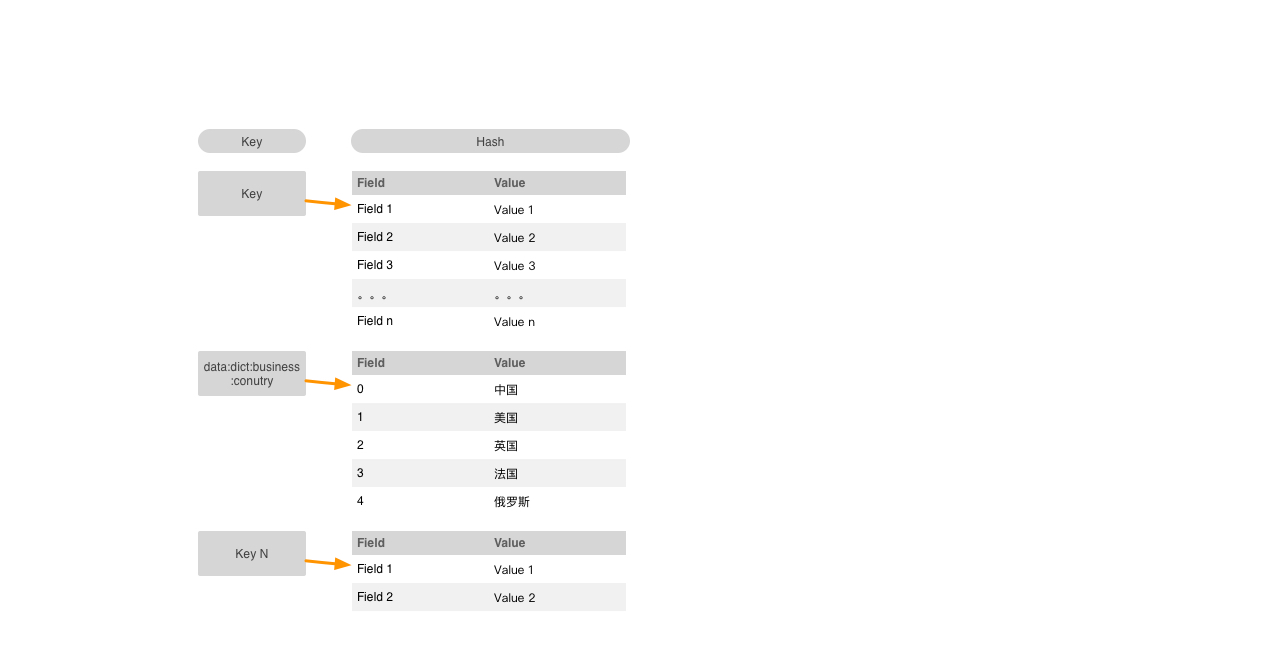 Key Hash
Key
Field Value
Field 1 Value 1
Field 2 Value 2
Field 3 Value 3
。。。 。。。
Field n Value n
data:dict:business
:conutry
Field Value
0 中国
1 美国
2 英国
3 法国
4 俄罗斯
Key N
Field Value
Field 1 Value 1
Field 2 Value 2